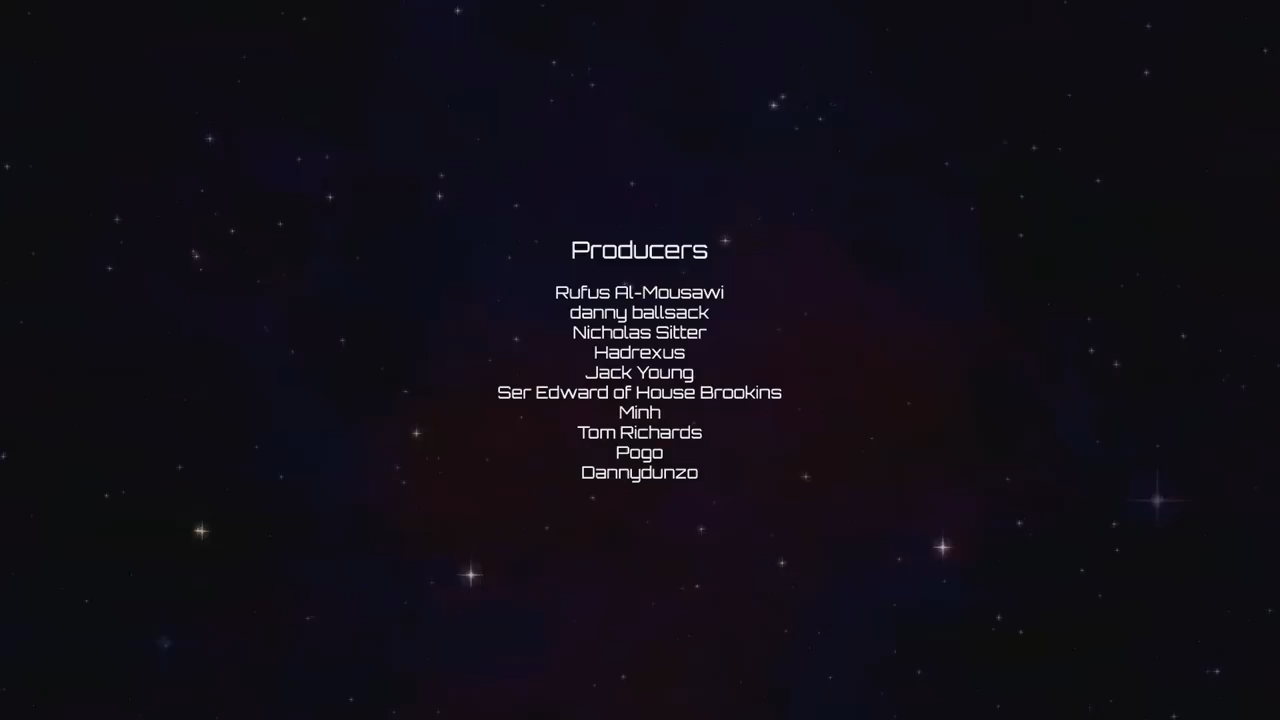 Producers
Rufus Al-Mousawi
danny ballsack
Nicholas Sitter
Hadrexus
Jack Young
Ser Edward of House Brookins
Minh
Tom Richards
Pogo
Dannydunzo